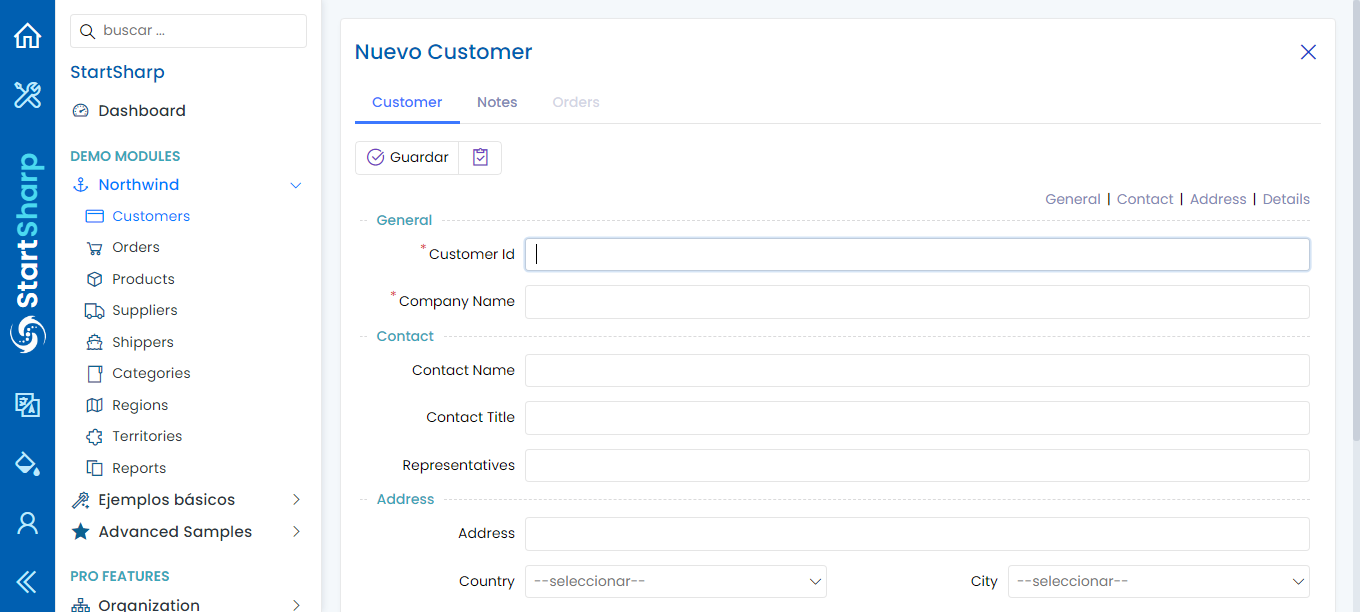 buscar ...
StartSharp
Dashboard
DEMO MODULES
Northwind
Customers
Orders
Products
Suppliers
Shippers
Categories
Regions
Territories
Reports
Ejemplos básicos
Advanced Samples
PRO FEATURES
Organization
StartSharp
Nuevo Customer
Customer Notes Orders
Guardar
General | Contact | Address | Details
General
* Customer Id
* Company Name
Contact
Contact Name
Contact Title
Representatives
Address
Address
Country --seleccionar-- City --seleccionar--